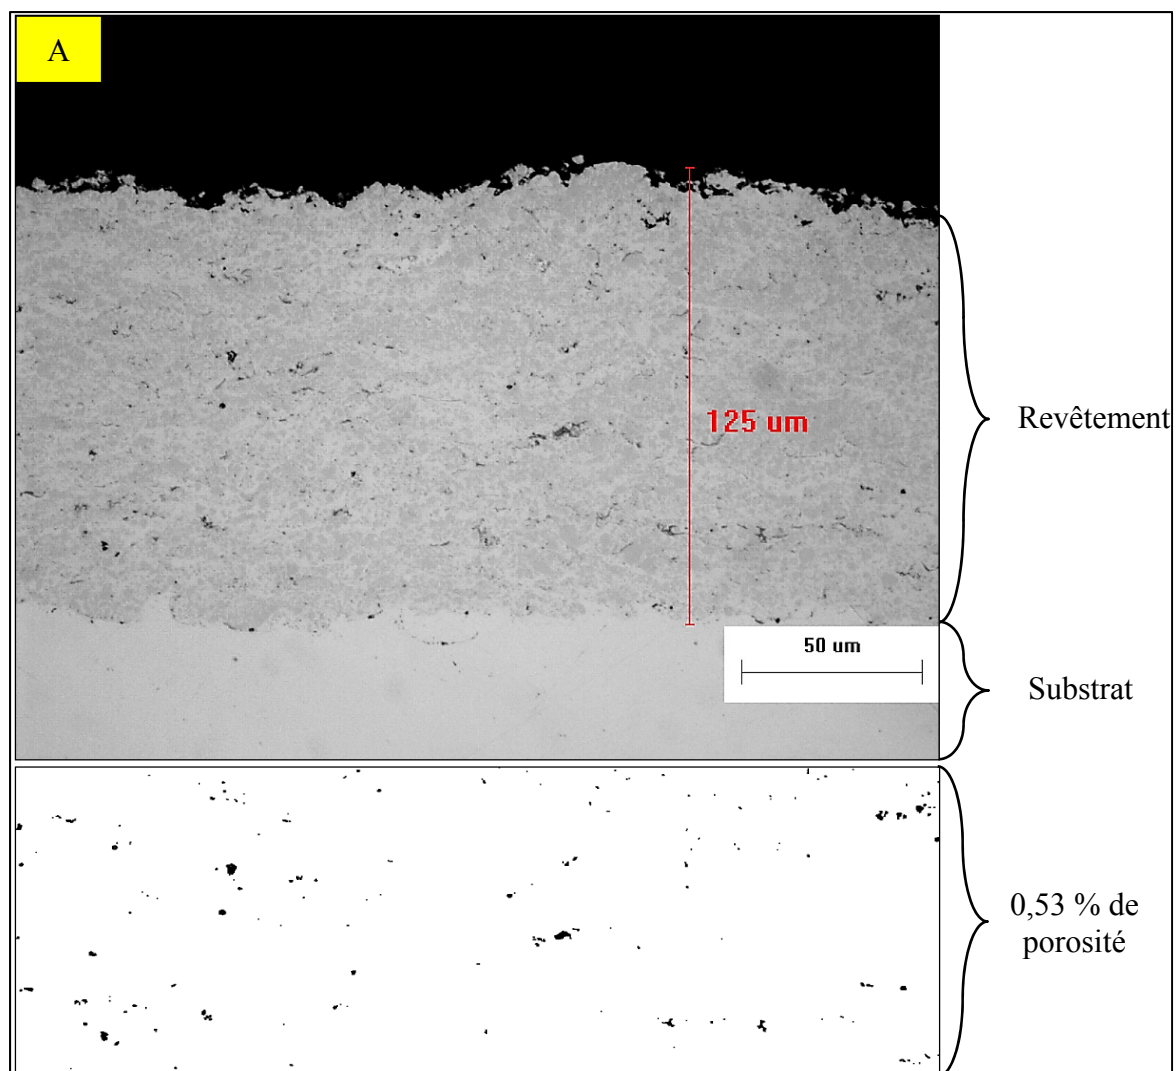 A
125 um
Revêtement
50 um
Substrat
0,53 % de
porosité